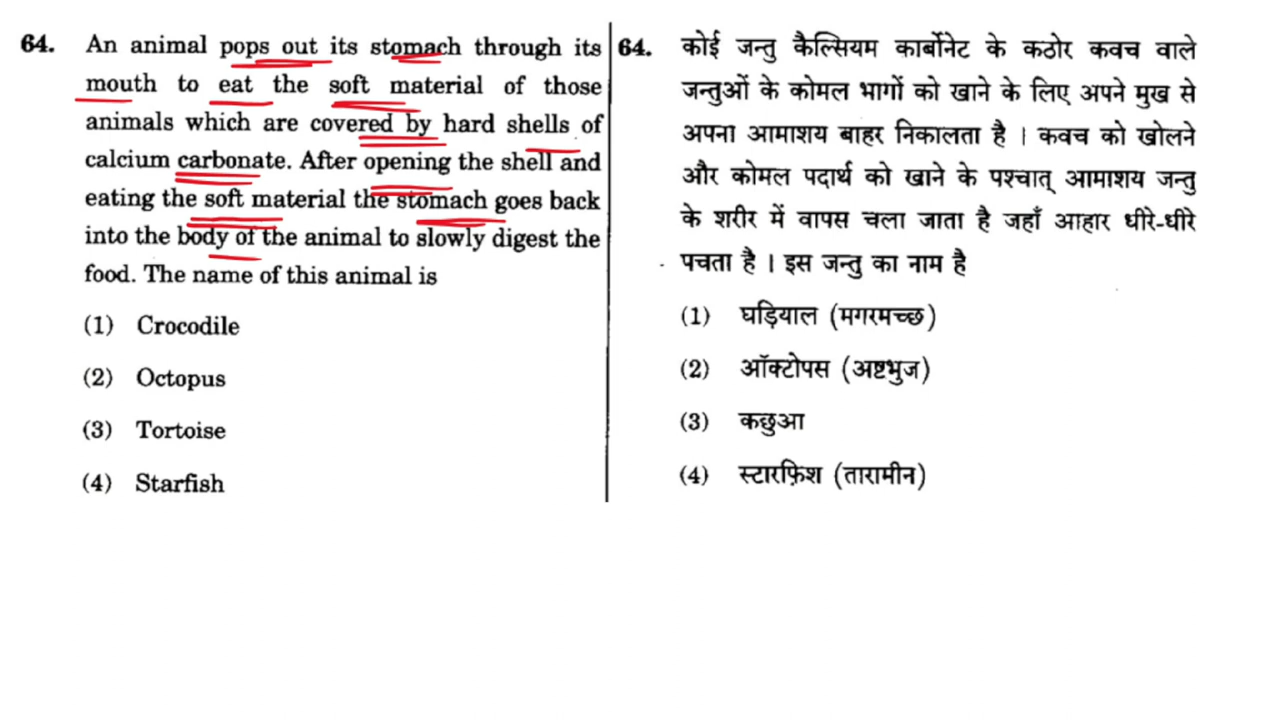 64. An animal pops out its stomach through its
mouth to eat the soft material of those
animals which are covered by hard shells of
calcium carbonate. After opening the shell and
eating the soft material the stomach goes back
into the body of the animal to slowly digest the
food. The name of this animal is
(1) Crocodile
(2) Octopus
(3) Tortoise
(4) Starfish
64. कोई जन्तु कैल्सियम कार्बोनेट के कठोर कवच वाले
जन्तुओं के कोमल भागों को खाने के लिए अपने मुख से
अपना आमाशय बाहर निकालता है । कवच को खोलने
और कोमल पदार्थ को खाने के पश्चात् आमाशय जन्तु
के शरीर में वापस चला जाता है जहाँ आहार धीरे-धीरे
पचता है । इस जन्तु का नाम है
(1) घड़ियाल (मगरमच्छ)
(2) ऑक्टोपस (अष्टभुज)
(3) कछुआ
(4) स्टारफ़िश (तारामीन)